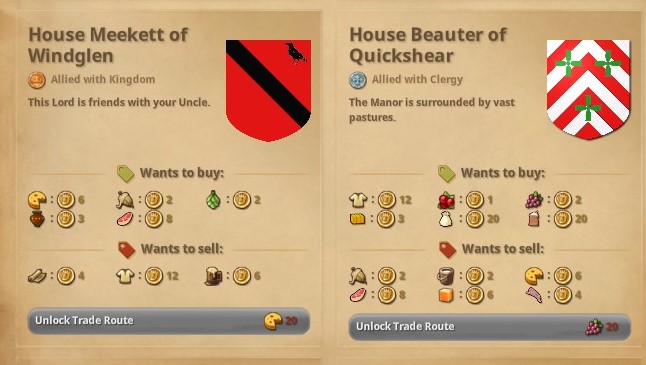 House Meekett of
Windglen
Allied with Kingdom
This Lord is friends with your Uncle.
Wants to buy:
: 6 : 2 : 2
: 3 : 8
Wants to sell:
: 4 : 12 : 6
Unlock Trade Route 20
House Beauter of
Quickshear
Allied with Clergy
The Manor is surrounded by vast
pastures.
Wants to buy:
: 12 : 1 : 2
: 3 : 20 : 20
Wants to sell:
: 2 : 2 : 6
: 8 : 6 : 4
Unlock Trade Route 20